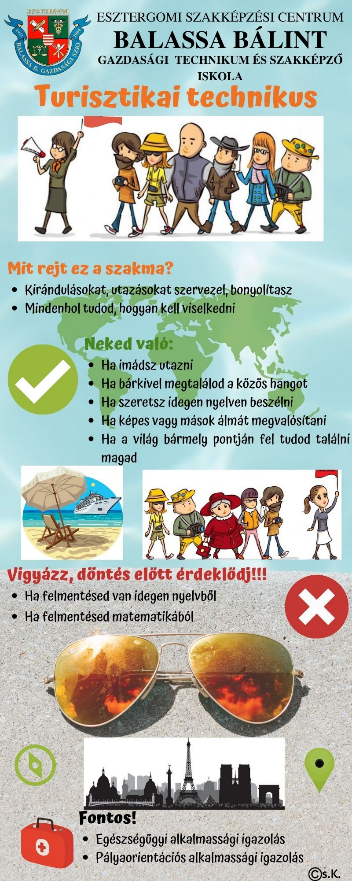 ESZTERGOMI SZAKKÉPZÉSI CENTRUM
BALASSA BÁLINT
GAZDASÁGI TECHNIKUM ÉS SZAKKÉPZŐ
ISKOLA
Turisztikai technikus
Mit rejt ez a szakma?
• Kirándulásokat, utazásokat szervezel, bonyolítasz
• Mindenhol tudod, hogyan kell viselkedni
Neked való:
• Ha imádsz utazni
• Ha bárkivel megtalálod a közös hangot
• Ha szeretsz idegen nyelven beszélni
• Ha képes vagy mások álmát megvalósítani
• Ha a világ bármely pontján fel tudod találni
magad
Vigyázz, döntés előtt érdeklődj!!!
• Ha felmentésed van idegen nyelvből
• Ha felmentésed matematikából
Fontos!
• Egészségügyi alkalmassági igazolás
• Pályaorientációs alkalmassági igazolás
©s.K.